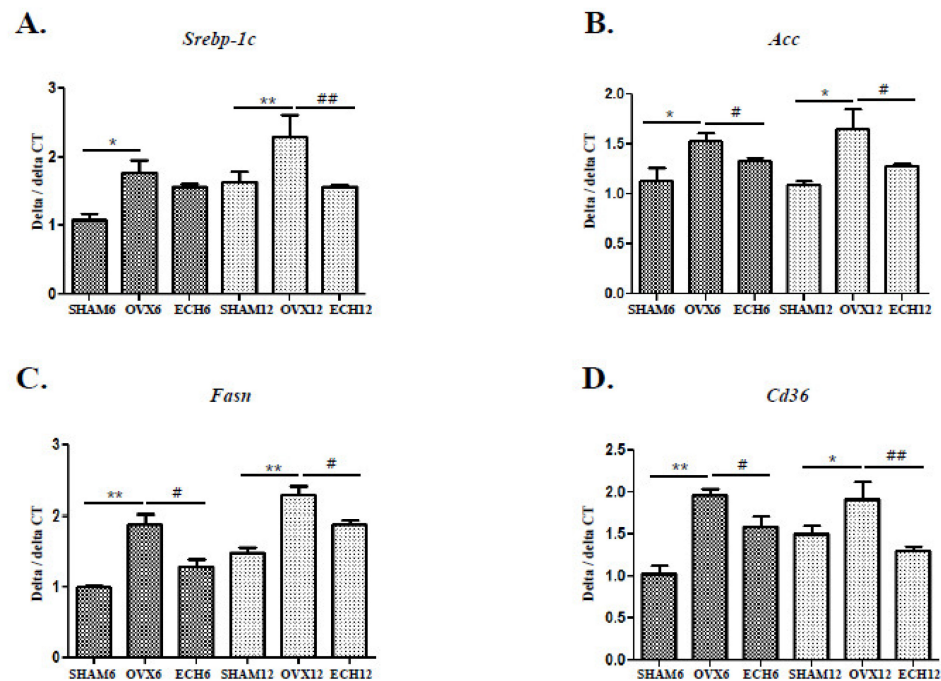 A.
Srebp-1c
Delta / delta CT
3
2
1
0
*
**
##
SHAM6 OVX6 ECH6 SHAM12 OVX12 ECH12
B.
Acc
Delta / delta CT
2.0
1.5
1.0
0.5
0.0
*
#
*
#
SHAM6 OVX6 ECH6 SHAM12 OVX12 ECH12
C.
Fasn
Delta / delta CT
3
2
1
0
**
#
**
#
SHAM6 OVX6 ECH6 SHAM12 OVX12 ECH12
D.
Cd36
Delta / delta CT
2.5
2.0
1.5
1.0
0.5
0.0
**
#
*
##
SHAM6 OVX6 ECH6 SHAM12 OVX12 ECH12